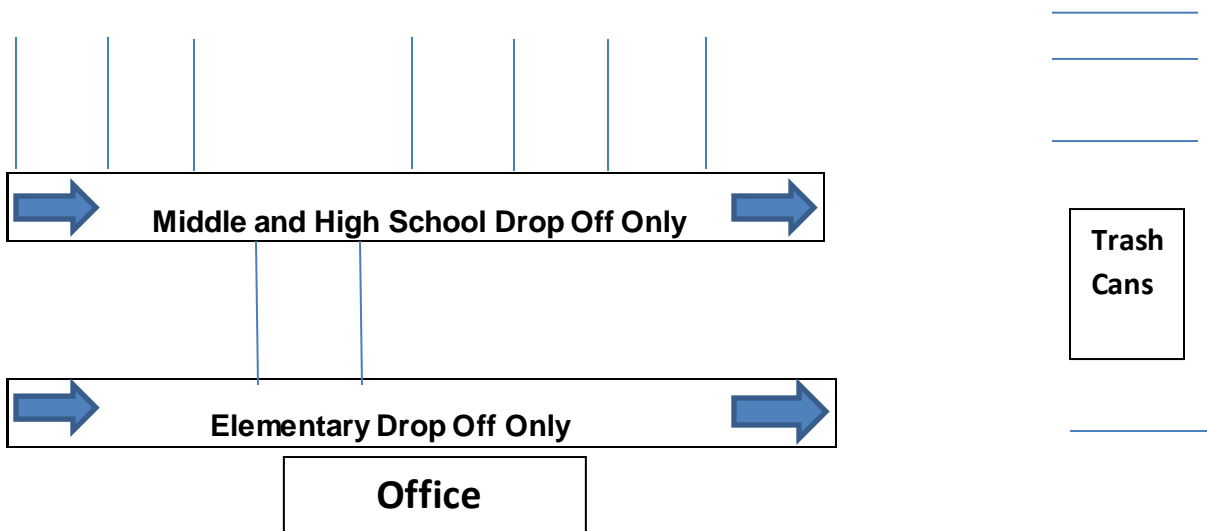 Middle and High School Drop Off Only
Trash
Cans
Elementary Drop Off Only
Office